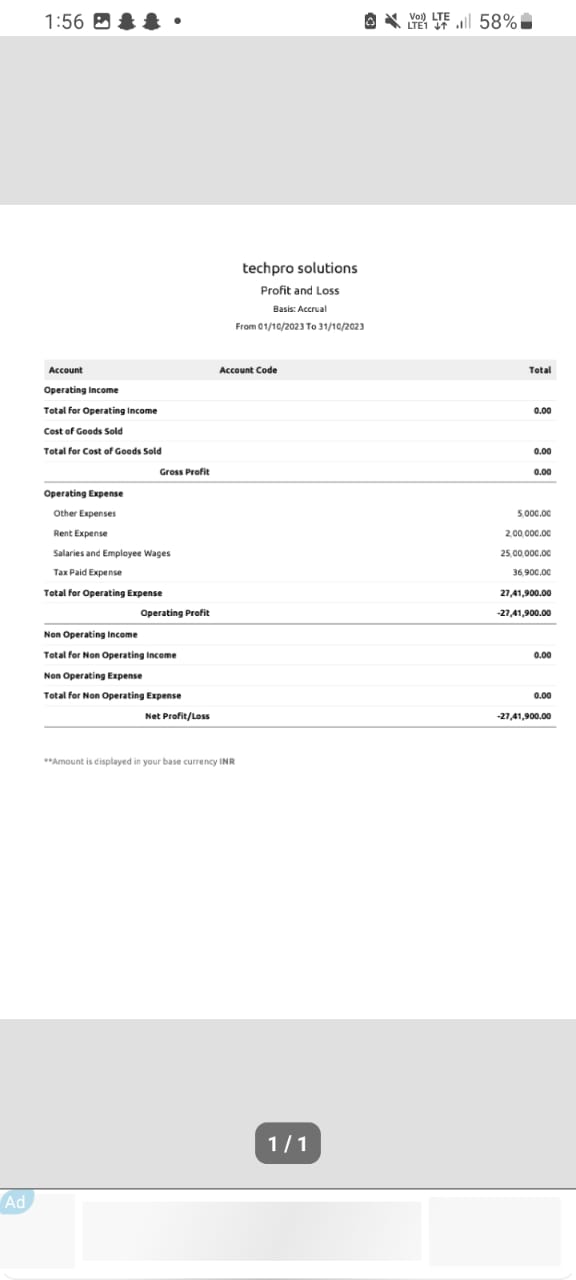 1:56
Vo) LTE
LTE1
58%
techpro solutions
Profit and Loss
Basis: Accrual
From 01/10/2023 To 31/10/2023
Account Account Code Total
Operating Income
Total for Operating Income 0.00
Cost of Goods Sold
Total for Cost of Goods Sold 0.00
Gross Profit 0.00
Operating Expense
Other Expenses 5,000.00
Rent Expense 2,00,000.00
Salaries and Employee Wages 25,00,000.00
Tax Paid Expense 36,900.00
Total for Operating Expense 27,41,900.00
Operating Profit -27,41,900.00
Non Operating Income
Total for Non Operating Income 0.00
Non Operating Expense
Total for Non Operating Expense 0.00
Net Profit/Loss -27,41,900.00
**Amount is displayed in your base currency INR
1 / 1
Ad